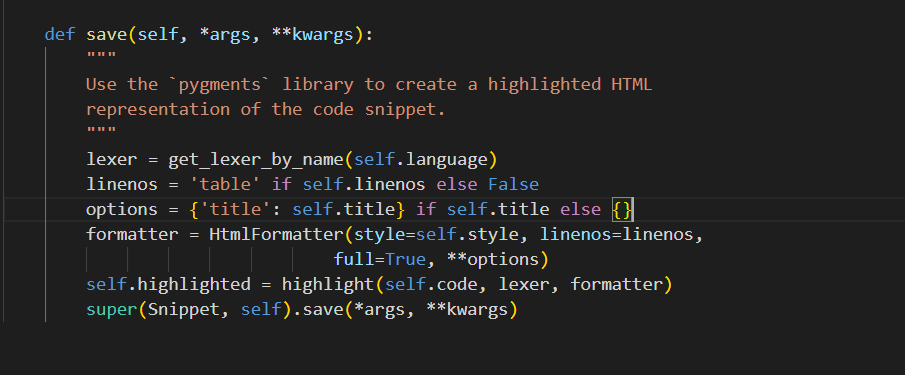 def save(self, *args, **kwargs):
    """
    Use the `pygments` library to create a highlighted HTML
    representation of the code snippet.
    """
    lexer = get_lexer_by_name(self.language)
    linenos = 'table' if self.linenos else False
    options = {'title': self.title} if self.title else {}
    formatter = HtmlFormatter(style=self.style, linenos=linenos,
                            full=True, **options)
    self.highlighted = highlight(self.code, lexer, formatter)
    super(Snippet, self).save(*args, **kwargs)